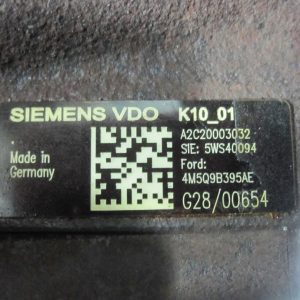 SIEMENS VDO K10_01
A2C20003032
SIE: 5WS40094
Made in
Germany
Ford:
4M5Q9B395AE
G28/00654